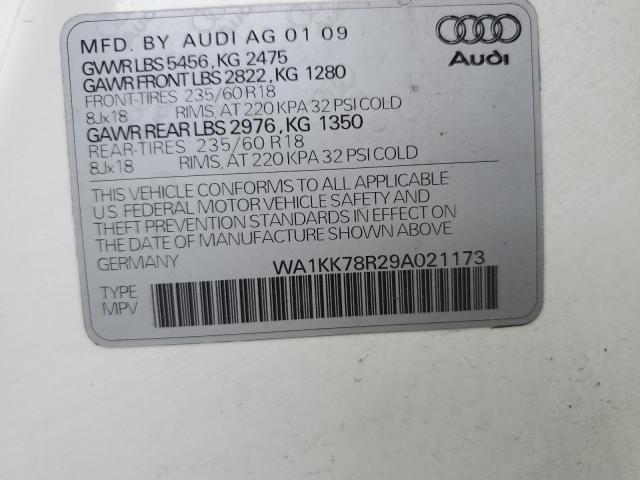 MFD. BY AUDI AG 01 09
GVWR LBS 5456, KG 2475
GAWR FRONT LBS 2822, KG 1280
FRONT-TIRES 235/60 R18
8Jx18 RIMS, AT 220 KPA 32 PSI COLD
GAWR REAR LBS 2976, KG 1350
REAR-TIRES 235/60 R18
8Jx18 RIMS, AT 220 KPA 32 PSI COLD
Audi
THIS VEHICLE CONFORMS TO ALL APPLICABLE
U.S. FEDERAL MOTOR VEHICLE SAFETY AND
THEFT PREVENTION STANDARDS IN EFFECT ON
THE DATE OF MANUFACTURE SHOWN ABOVE
GERMANY WA1KK78R29A021173
TYPE
MPV